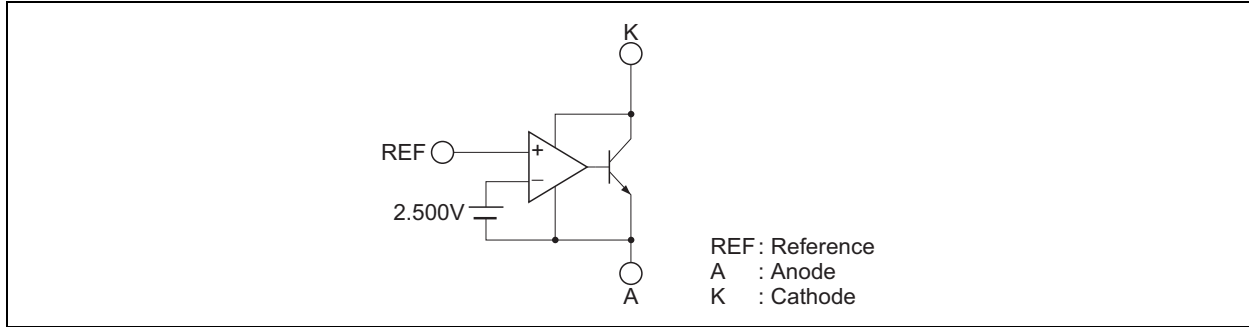 K
REF
+
−
2.500V
A
REF : Reference
A : Anode
K : Cathode